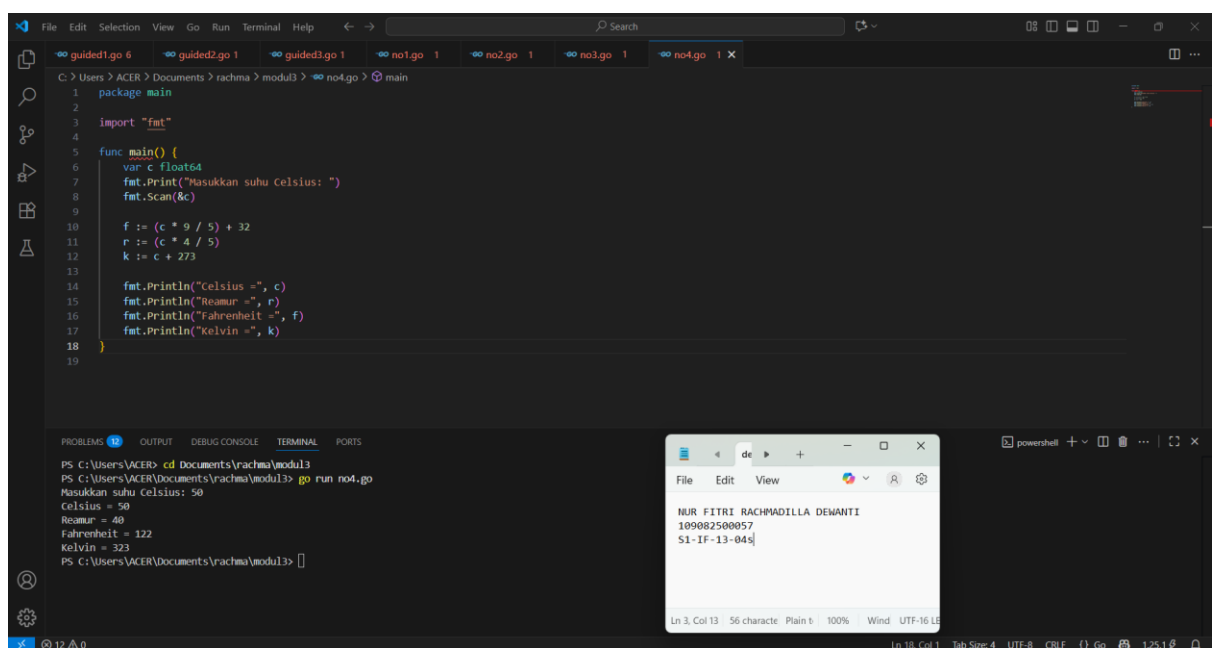 File Edit Selection View Go Run Terminal Help Search
guided1.go 6 guided2.go 1 guided3.go 1 no1.go 1 no2.go 1 no3.go 1 no4.go 1
C: > Users > ACER > Documents > rachma > modul3 > no4.go > main
1 package main
2
3 import "fmt"
4
5 func main() {
6 var c float64
7 fmt.Print("Masukkan suhu Celsius: ")
8 fmt.Scan(&c)
9
10 f := (c * 9 / 5) + 32
11 r := (c * 4 / 5)
12 k := c + 273
13
14 fmt.Println("Celsius =", c)
15 fmt.Println("Reamur =", r)
16 fmt.Println("Fahrenheit =", f)
17 fmt.Println("Kelvin =", k)
18 }
19
PROBLEMS 12 OUTPUT DEBUG CONSOLE TERMINAL PORTS powershell
PS C:\Users\ACER> cd Documents\rachma\modul3
PS C:\Users\ACER\Documents\rachma\modul3> go run no4.go
Masukkan suhu Celsius: 50
Celsius = 50
Reamur = 40
Fahrenheit = 122
Kelvin = 323
PS C:\Users\ACER\Documents\rachma\modul3>
de
File Edit View
NUR FITRI RACHMADILLA DEWANTI
109082500057
S1-IF-13-04s
Ln 3, Col 13 56 characte Plain t 100% Wind UTF-16 LE
12 0 Ln 18, Col 1 Tab Size: 4 UTF-8 CRLF {} Go 1.25.1